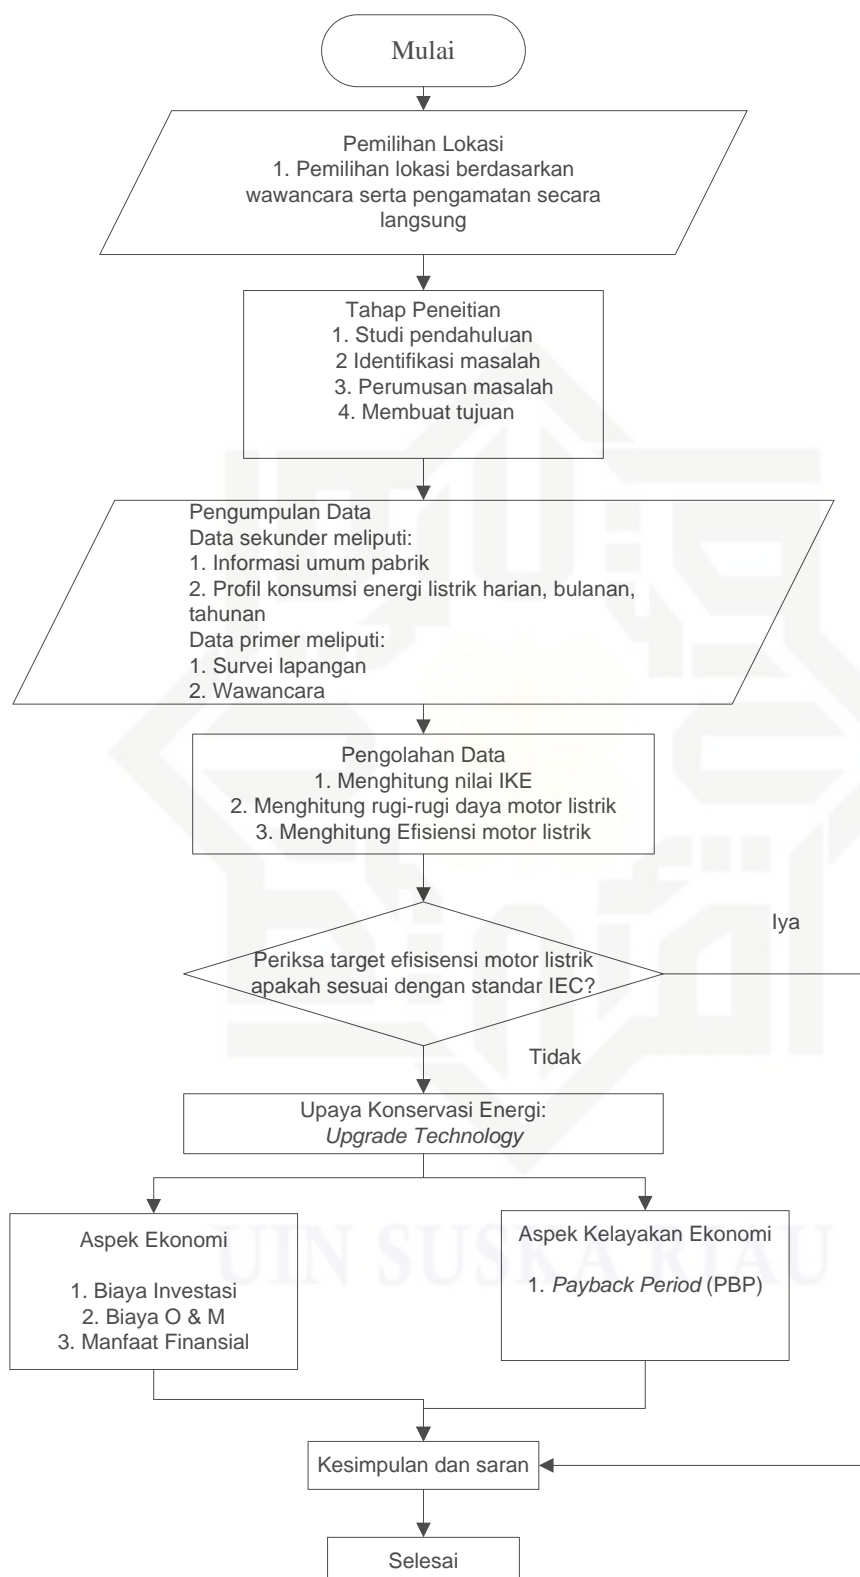 Mulai
Pemilihan Lokasi
1. Pemilihan lokasi berdasarkan
wawancara serta pengamatan secara
langsung
Tahap Peneitian
1. Studi pendahuluan
2 Identifikasi masalah
3. Perumusan masalah
4. Membuat tujuan
Pengumpulan Data
Data sekunder meliputi:
1. Informasi umum pabrik
2. Profil konsumsi energi listrik harian, bulanan,
tahunan
Data primer meliputi:
1. Survei lapangan
2. Wawancara
Pengolahan Data
1. Menghitung nilai IKE
2. Menghitung rugi-rugi daya motor listrik
3. Menghitung Efisiensi motor listrik
Iya
Periksa target efisisensi motor listrik
apakah sesuai dengan standar IEC?
Tidak
Upaya Konservasi Energi:
Upgrade Technology
Aspek Ekonomi
1. Biaya Investasi
2. Biaya O & M
3. Manfaat Finansial
Aspek Kelayakan Ekonomi
1. Payback Period (PBP)
UIN SUSKA RIAU
Kesimpulan dan saran
Selesai